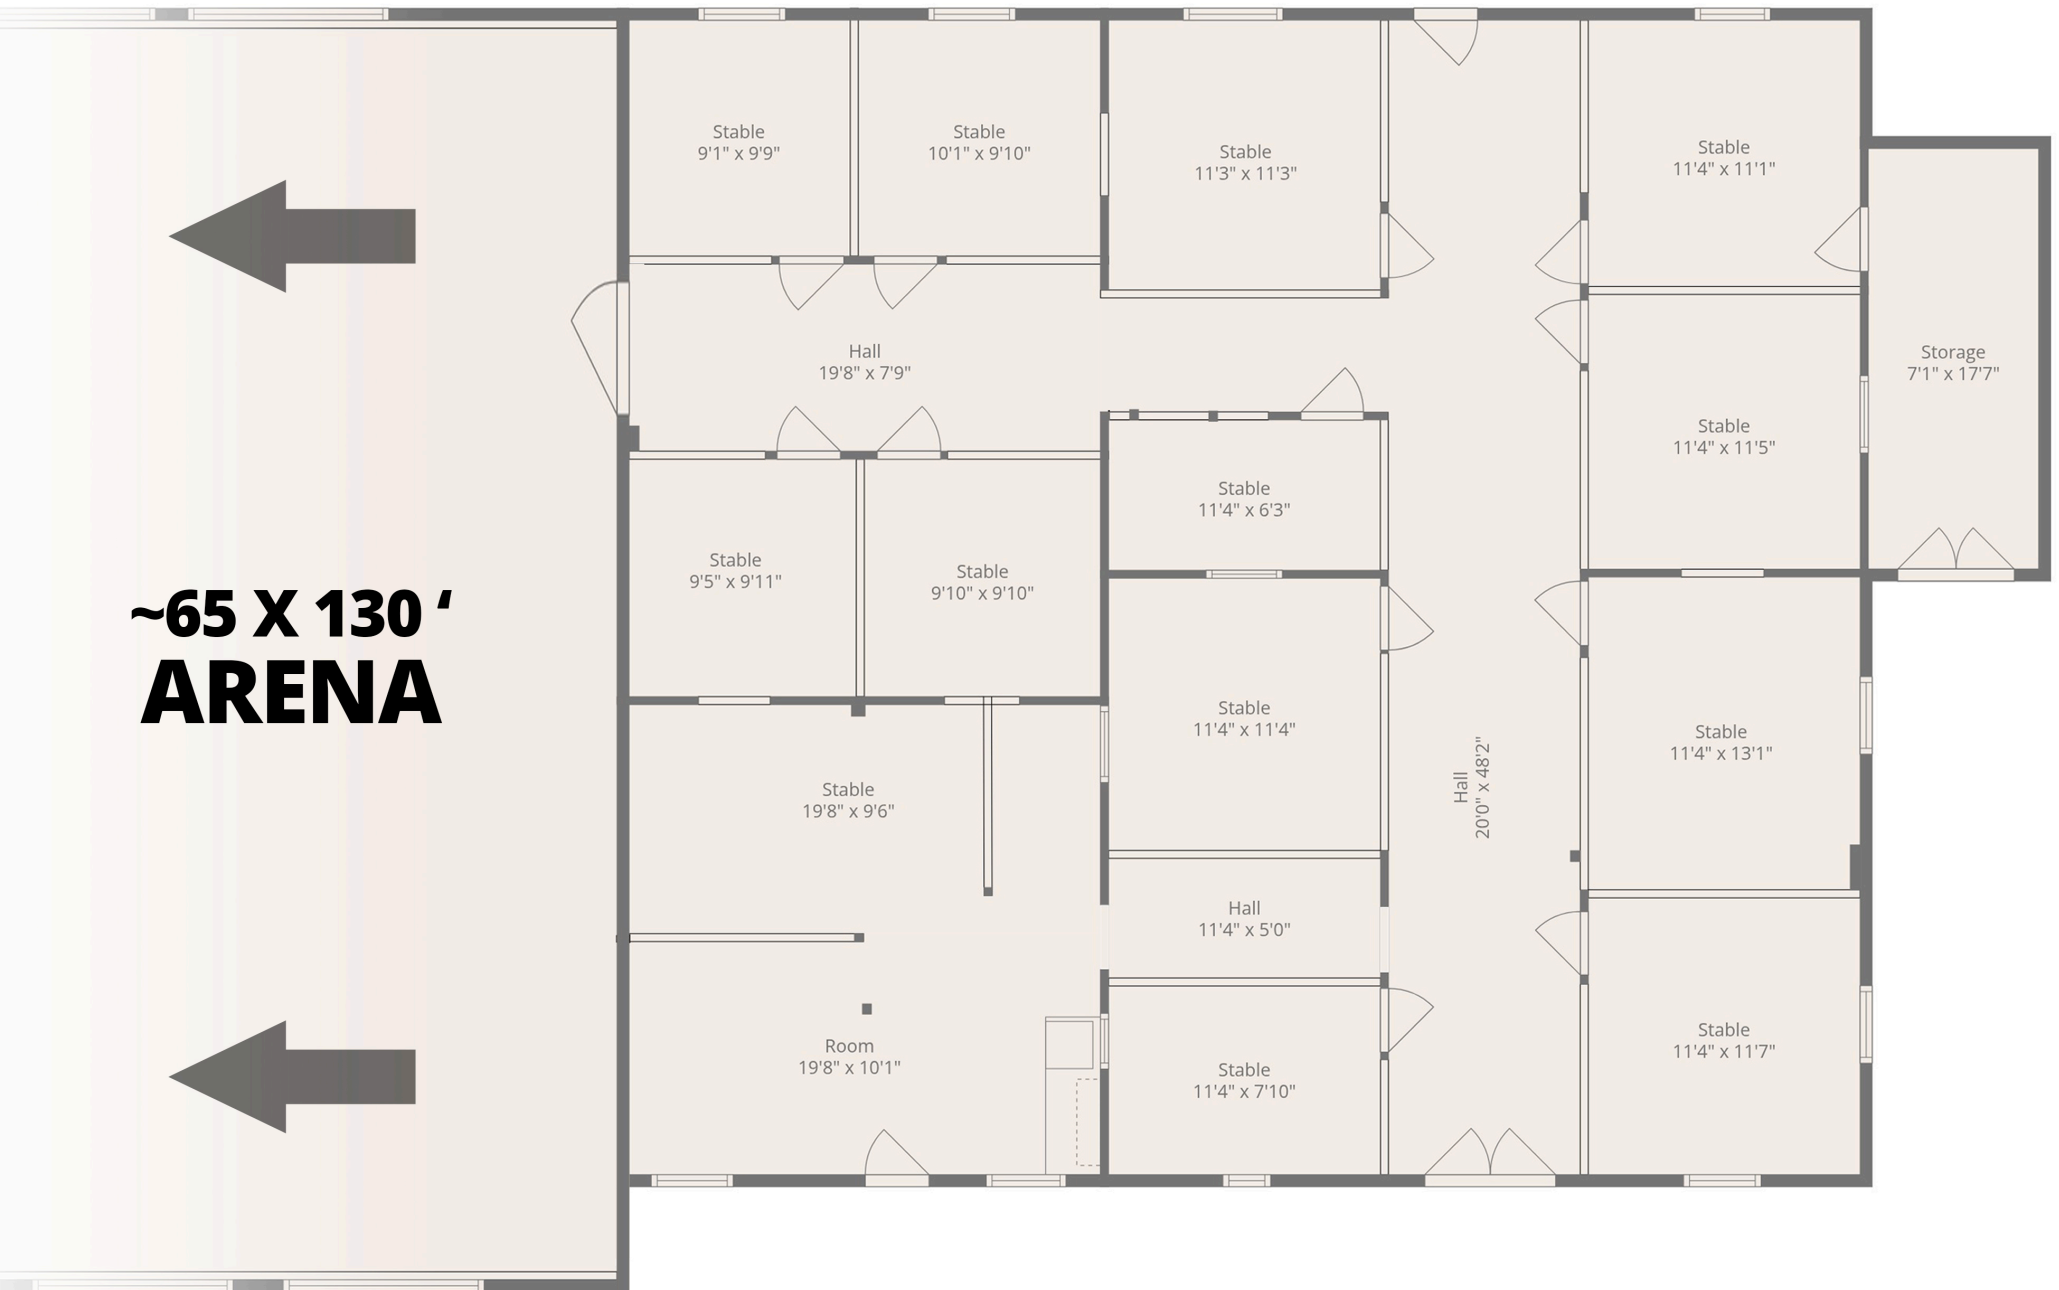 Stable
9'1" x 9'9"
Stable
10'1" x 9'10"
Stable
11'3" x 11'3"
Stable
11'4" x 11'1"
Hall
19'8" x 7'9"
Storage
7'1" x 17'7"
Stable
11'4" x 11'5"
Stable
11'4" x 6'3"
Stable
9'5" x 9'11"
Stable
9'10" x 9'10"
~65 X 130 ‘
ARENA
Stable
11'4" x 11'4"
Stable
11'4" x 13'1"
Hall
20'0" x 48'2"
Stable
19'8" x 9'6"
Hall
11'4" x 5'0"
Room
19'8" x 10'1"
Stable
11'4" x 7'10"
Stable
11'4" x 11'7"